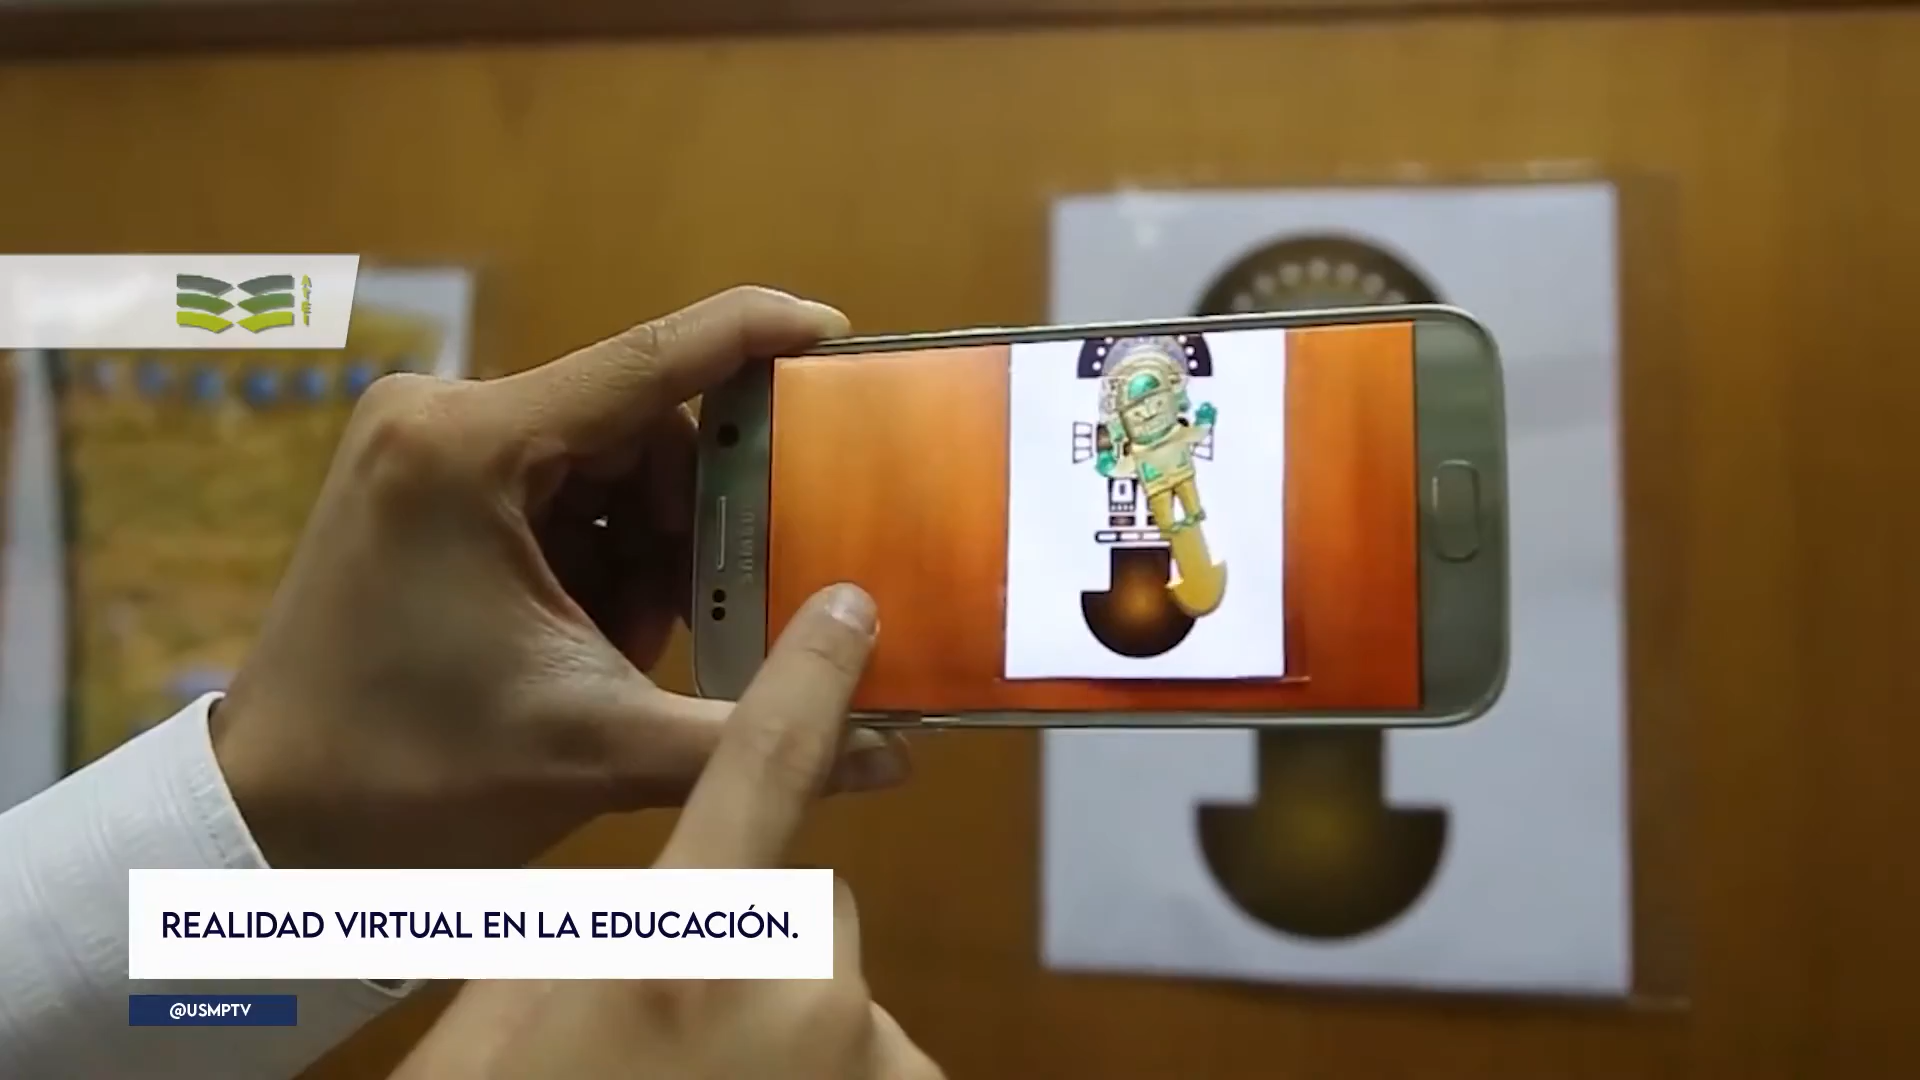 SAMSUNG
REALIDAD VIRTUAL EN LA EDUCACIÓN.
@USMPTV